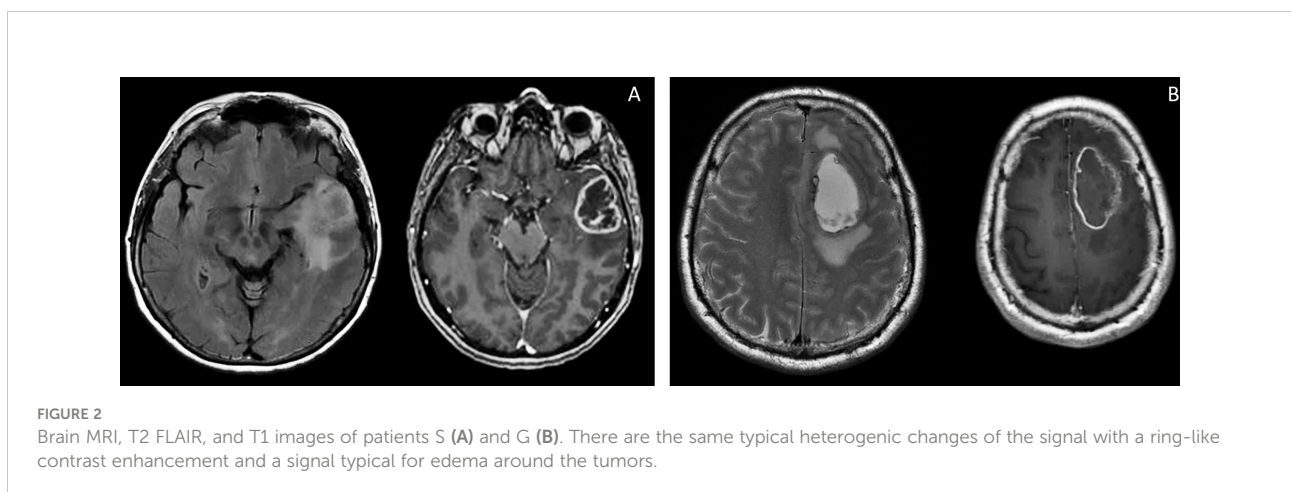 A
B
FIGURE 2
Brain MRI, T2 FLAIR, and T1 images of patients S (A) and G (B). There are the same typical heterogenic changes of the signal with a ring-like
contrast enhancement and a signal typical for edema around the tumors.